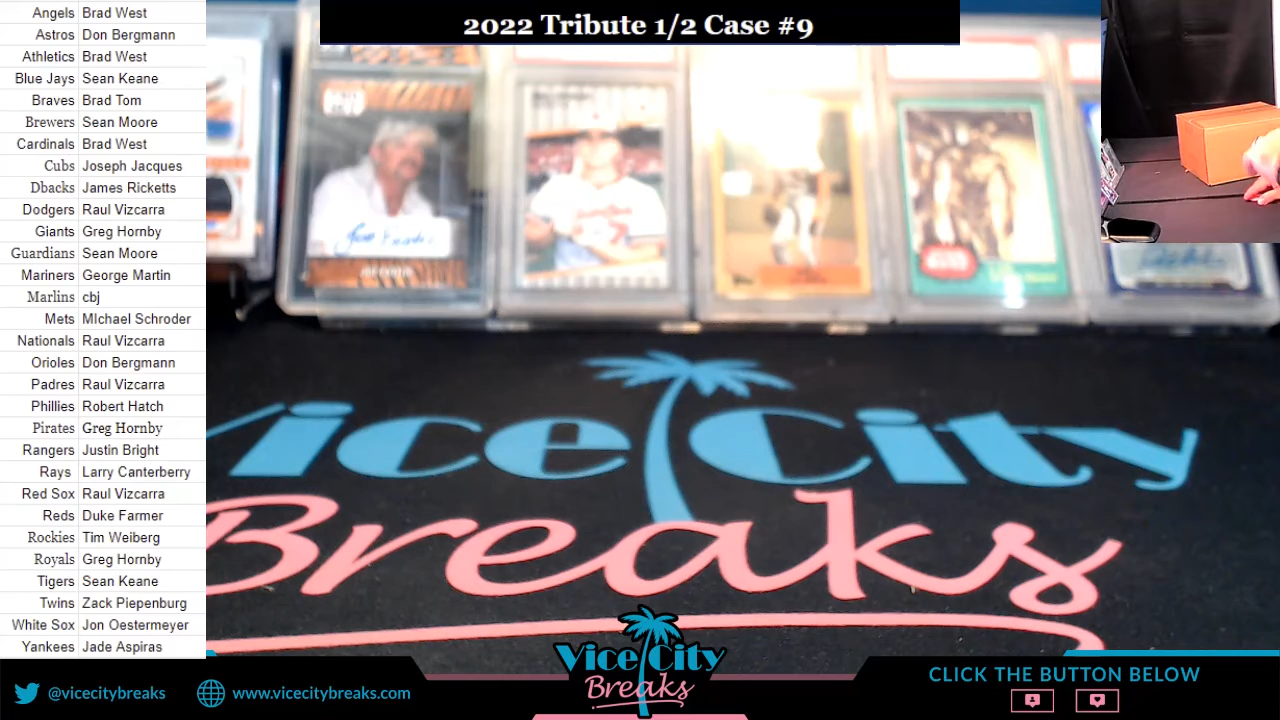 2022 Tribute 1/2 Case #9
Angels Brad West
Astros Don Bergmann
Athletics Brad West
Blue Jays Sean Keane
Braves Brad Tom
Brewers Sean Moore
Cardinals Brad West
Cubs Joseph Jacques
Dbacks James Ricketts
Dodgers Raul Vizcarra
Giants Greg Hornby
Guardians Sean Moore
Mariners George Martin
Marlins cbj
Mets MIchael Schroder
Nationals Raul Vizcarra
Orioles Don Bergmann
Padres Raul Vizcarra
Phillies Robert Hatch
Pirates Greg Hornby
Rangers Justin Bright
Rays Larry Canterberry
Red Sox Raul Vizcarra
Reds Duke Farmer
Rockies Tim Weiberg
Royals Greg Hornby
Tigers Sean Keane
Twins Zack Piepenburg
White Sox Jon Oestermeyer
Yankees Jade Aspiras
Vice City
Breaks
@vicecitybreaks
www.vicecitybreaks.com
Vice City
Breaks
CLICK THE BUTTON BELOW